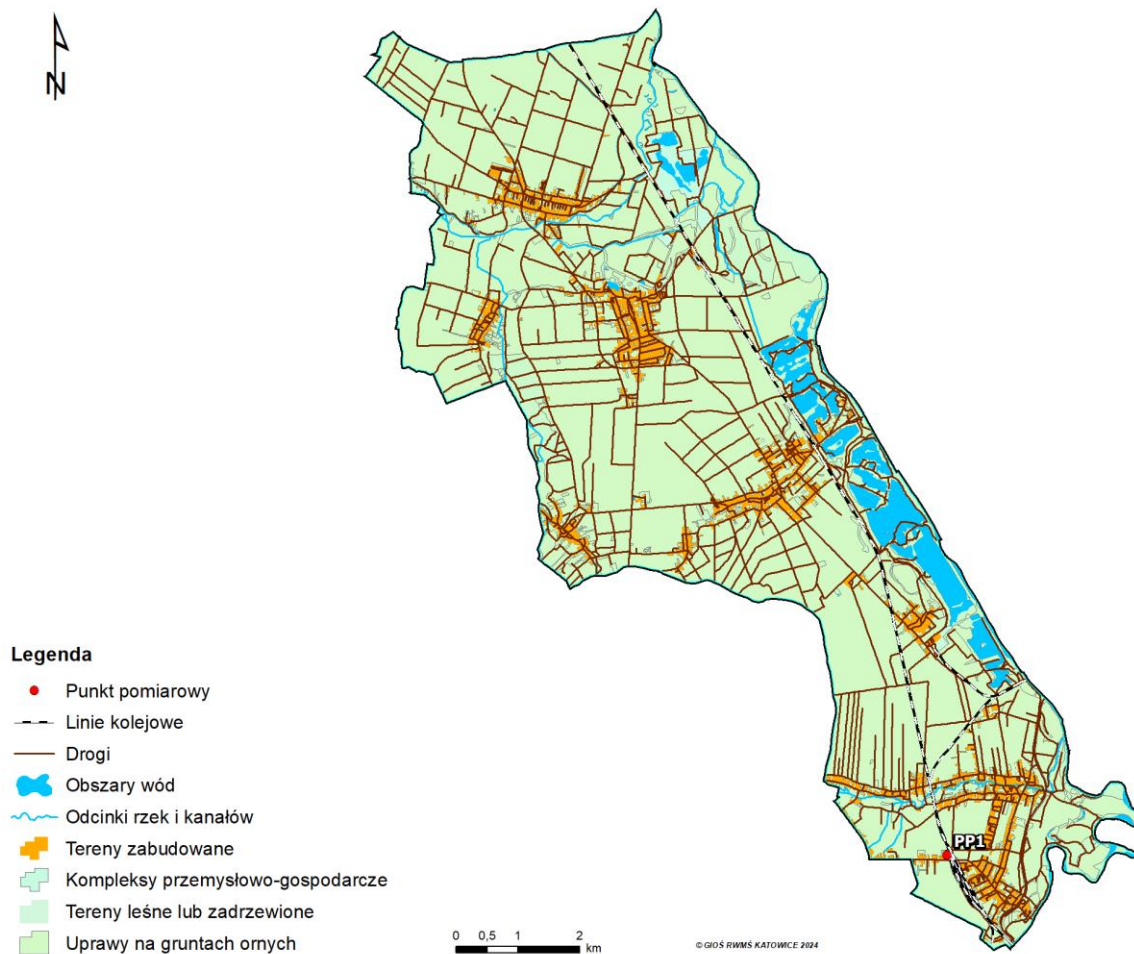 N
Legenda
Punkt pomiarowy
Linie kolejowe
Drogi
Obszary wód
Odcinki rzek i kanałów
Tereny zabudowane
Kompleksy przemysłowo-gospodarcze
Tereny leśne lub zadrzewione
Uprawy na gruntach ornych
PP1
0 0,5 1 2
km
© GIOŚ RWMŚ KATOWICE 2024